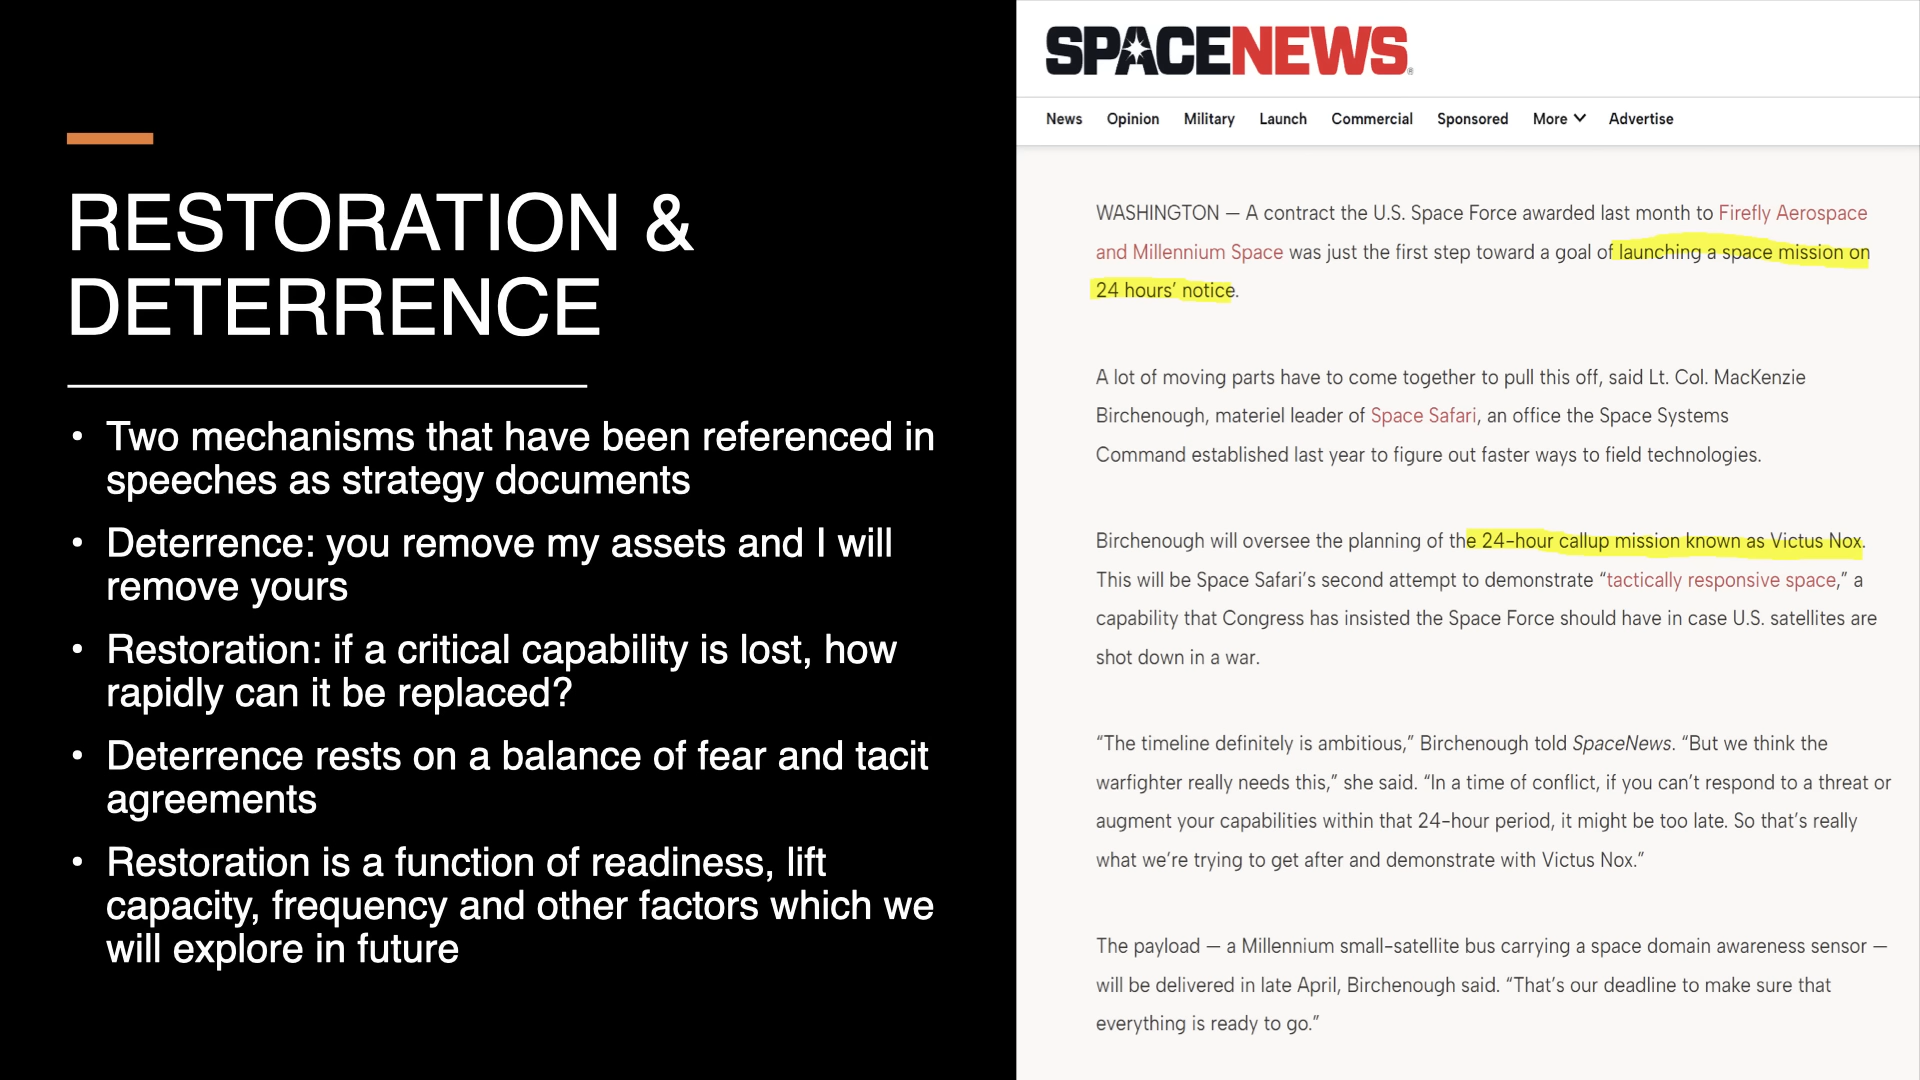 RESTORATION &
DETERRENCE
• Two mechanisms that have been referenced in
speeches as strategy documents
• Deterrence: you remove my assets and I will
remove yours
• Restoration: if a critical capability is lost, how
rapidly can it be replaced?
• Deterrence rests on a balance of fear and tacit
agreements
• Restoration is a function of readiness, lift
capacity, frequency and other factors which we
will explore in future
SPACENEWS®
News Opinion Military Launch Commercial Sponsored More Advertise
WASHINGTON — A contract the U.S. Space Force awarded last month to Firefly Aerospace
and Millennium Space was just the first step toward a goal of launching a space mission on
24 hours’ notice.
A lot of moving parts have to come together to pull this off, said Lt. Col. MacKenzie
Birchenough, materiel leader of Space Safari, an office the Space Systems
Command established last year to figure out faster ways to field technologies.
Birchenough will oversee the planning of the 24-hour callup mission known as Victus Nox.
This will be Space Safari’s second attempt to demonstrate “tactically responsive space,” a
capability that Congress has insisted the Space Force should have in case U.S. satellites are
shot down in a war.
“The timeline definitely is ambitious,” Birchenough told SpaceNews. “But we think the
warfighter really needs this,” she said. “In a time of conflict, if you can’t respond to a threat or
augment your capabilities within that 24-hour period, it might be too late. So that’s really
what we’re trying to get after and demonstrate with Victus Nox.”
The payload — a Millennium small-satellite bus carrying a space domain awareness sensor —
will be delivered in late April, Birchenough said. “That’s our deadline to make sure that
everything is ready to go.”